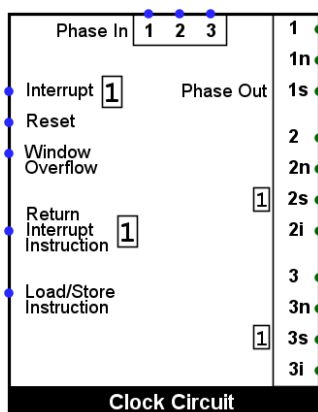 Phase In 1 2 3
1
1n
Interrupt 1
Phase Out 1s
Reset
Window
Overflow
2
2n
1 2s
Return
Interrupt
Instruction 1
2i
Load/Store
Instruction
3
3n
1 3s
3i
Clock Circuit